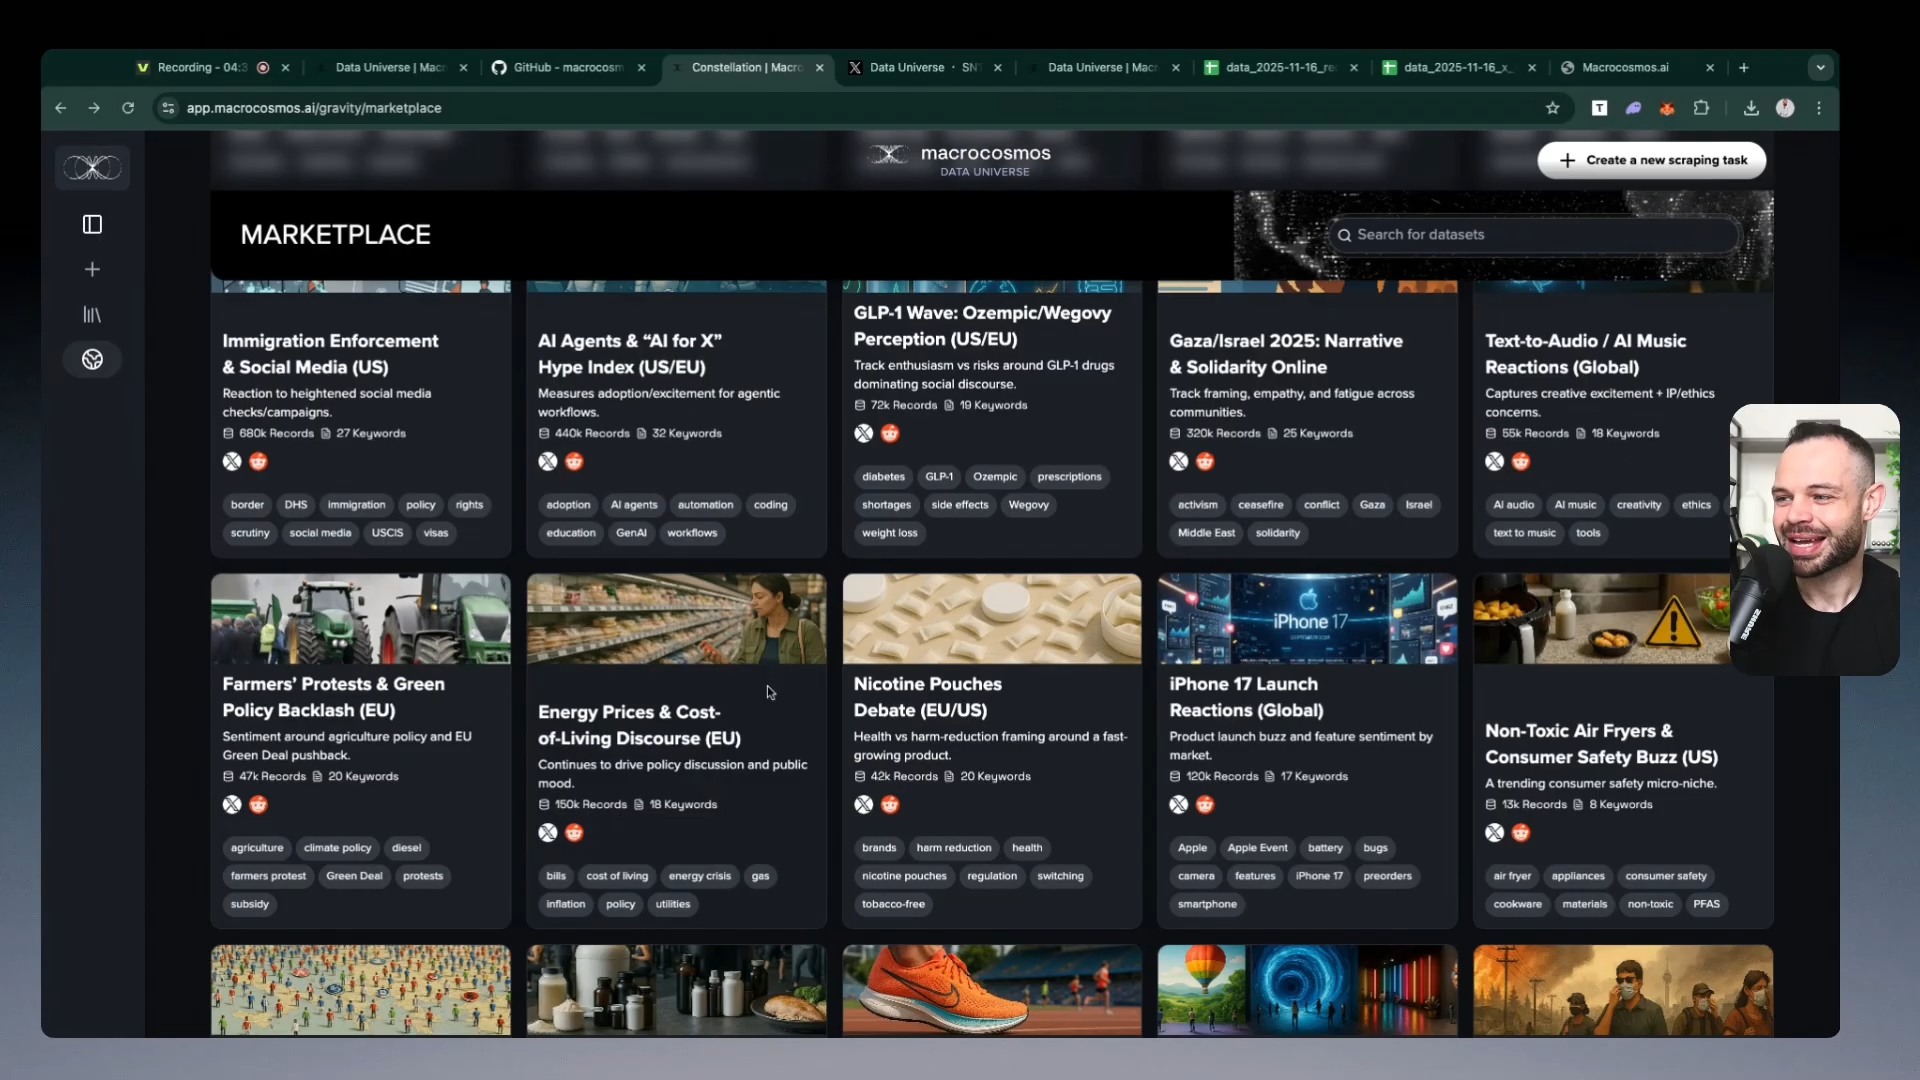 Recording - 04:3
Data Universe | Macr
GitHub - macrocosm
Constellation | Macro
Data Universe · SN1
Data Universe | Macr
data_2025-11-16_re
data_2025-11-16_x_
Macrocosmos.ai
app.macrocosmos.ai/gravity/marketplace
macrocosmos
DATA UNIVERSE
Create a new scraping task
MARKETPLACE
Search for datasets
Immigration Enforcement
& Social Media (US)
Reaction to heightened social media
checks/campaigns.
680k Records 27 Keywords
border DHS immigration policy rights
scrutiny social media USCIS visas
AI Agents & “AI for X”
Hype Index (US/EU)
Measures adoption/excitement for agentic
workflows.
440k Records 32 Keywords
adoption AI agents automation coding
education GenAI workflows
GLP-1 Wave: Ozempic/Wegovy
Perception (US/EU)
Track enthusiasm vs risks around GLP-1 drugs
dominating social discourse.
72k Records 19 Keywords
diabetes GLP-1 Ozempic prescriptions
shortages side effects Wegovy
weight loss
Gaza/Israel 2025: Narrative
& Solidarity Online
Track framing, empathy, and fatigue across
communities.
320k Records 25 Keywords
activism ceasefire conflict Gaza Israel
Middle East solidarity
Text-to-Audio / AI Music
Reactions (Global)
Captures creative excitement + IP/ethics
concerns.
55k Records 18 Keywords
AI audio AI music creativity ethics
text to music tools
Farmers’ Protests & Green
Policy Backlash (EU)
Sentiment around agriculture policy and EU
Green Deal pushback.
47k Records 20 Keywords
agriculture climate policy diesel
farmers protest Green Deal protests
subsidy
Energy Prices & Cost-
of-Living Discourse (EU)
Continues to drive policy discussion and public
mood.
150k Records 18 Keywords
bills cost of living energy crisis gas
inflation policy utilities
Nicotine Pouches
Debate (EU/US)
Health vs harm-reduction framing around a fast-
growing product.
42k Records 20 Keywords
brands harm reduction health
nicotine pouches regulation switching
tobacco-free
iPhone 17
iPhone 17 Launch
Reactions (Global)
Product launch buzz and feature sentiment by
market.
120k Records 17 Keywords
Apple Apple Event battery bugs
camera features iPhone 17 preorders
smartphone
Non-Toxic Air Fryers &
Consumer Safety Buzz (US)
A trending consumer safety micro-niche.
13k Records 8 Keywords
air fryer appliances consumer safety
cookware materials non-toxic PFAS